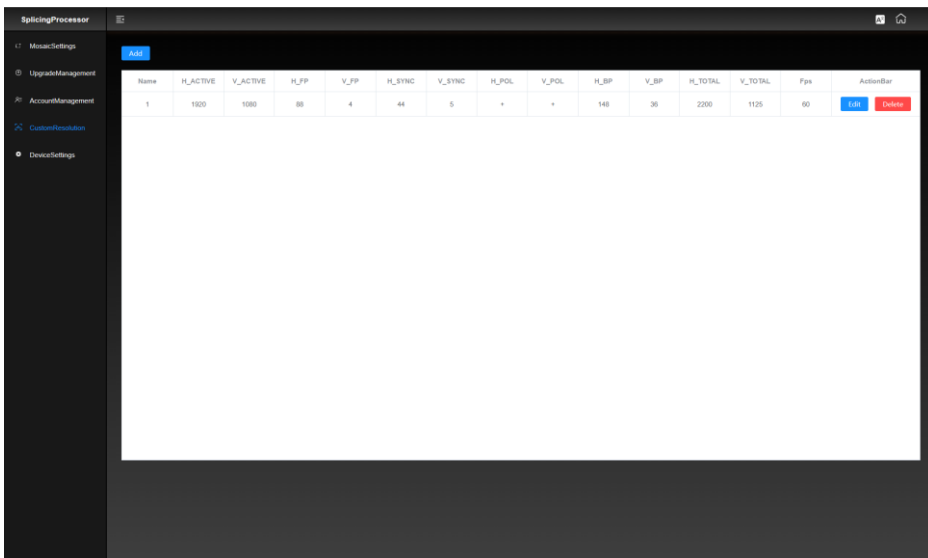 SplicingProcessor
MosaicSettings
UpgradeManagement
AccountManagement
CustomResolution
DeviceSettings
Add
Name H_ACTIVE V_ACTIVE H_FP V_FP H_SYNC V_SYNC H_POL V_POL H_BP V_BP H_TOTAL V_TOTAL Fps ActionBar
1 1920 1080 88 4 44 5 + + 148 36 2200 1125 60 Edit Delete